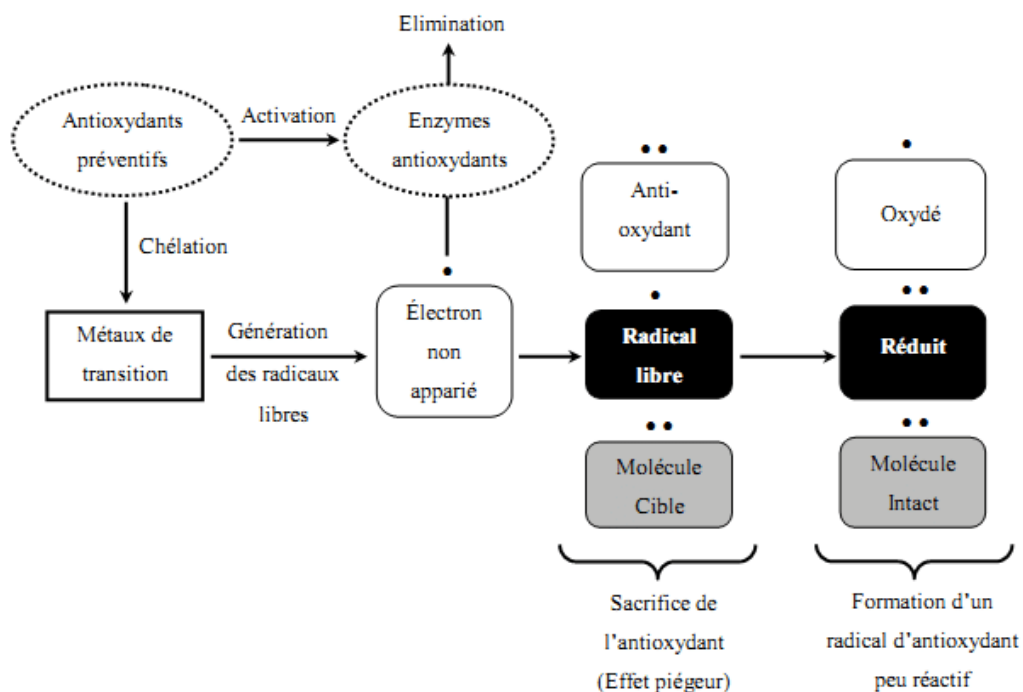 Elimination
Antioxydants
préventifs
Activation
Enzymes
antioxydants
Anti-
oxydant
Oxydé
Chélation
Métaux de
transition
Génération
des radicaux
libres
Électron
non
apparié
Radical
libre
Réduit
Molécule
Cible
Molécule
Intact
Sacrifice de
l'antioxydant
(Effet piégeur)
Formation d'un
radical d'antioxydant
peu réactif